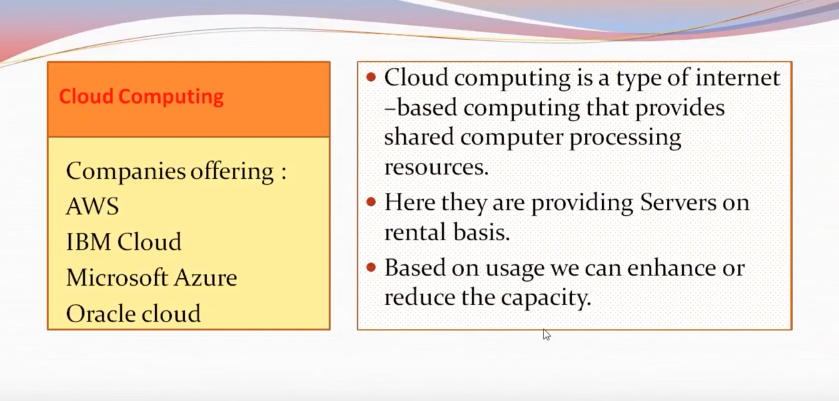 Cloud Computing
Companies offering :
AWS
IBM Cloud
Microsoft Azure
Oracle cloud
Cloud computing is a type of internet
–based computing that provides
shared computer processing
resources.
Here they are providing Servers on
rental basis.
Based on usage we can enhance or
reduce the capacity.